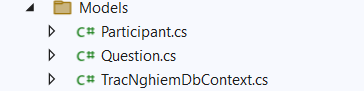 Models
C# Participant.cs
C# Question.cs
C# TracNghiemDbContext.cs